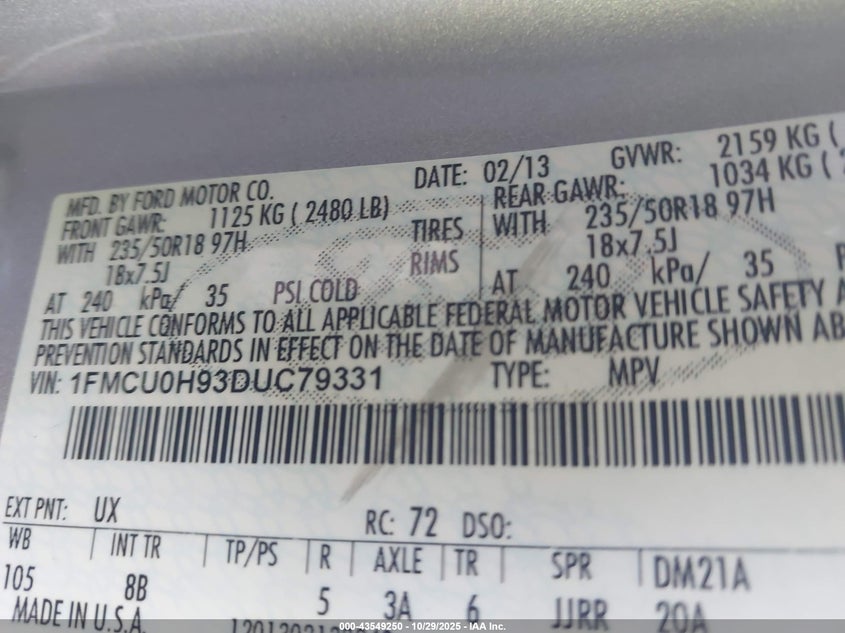 MFD. BY FORD MOTOR CO. DATE: 02/13 GVWR: 2159 KG (
FRONT GAWR: 1125 KG ( 2480 LB) REAR GAWR: 1034 KG (
WITH 235/50R18 97H TIRES WITH 235/50R18 97H
18x7.5J RIMS 18x7.5J
AT 240 kPa/ 35 PSI COLD AT 240 kPa/ 35
THIS VEHICLE CONFORMS TO ALL APPLICABLE FEDERAL MOTOR VEHICLE SAFETY A
PREVENTION STANDARDS IN EFFECT ON THE DATE OF MANUFACTURE SHOWN AB
VIN: 1FMCU0H93DUC79331 TYPE: MPV
EXT PNT: UX RC: 72 DSO:
WB INT TR TP/PS R AXLE TR SPR DM21A
105 8B 5 3A 6 JJRR 20A
MADE IN U.S.A.
000-43549250 - 10/29/2025 - IAA Inc.